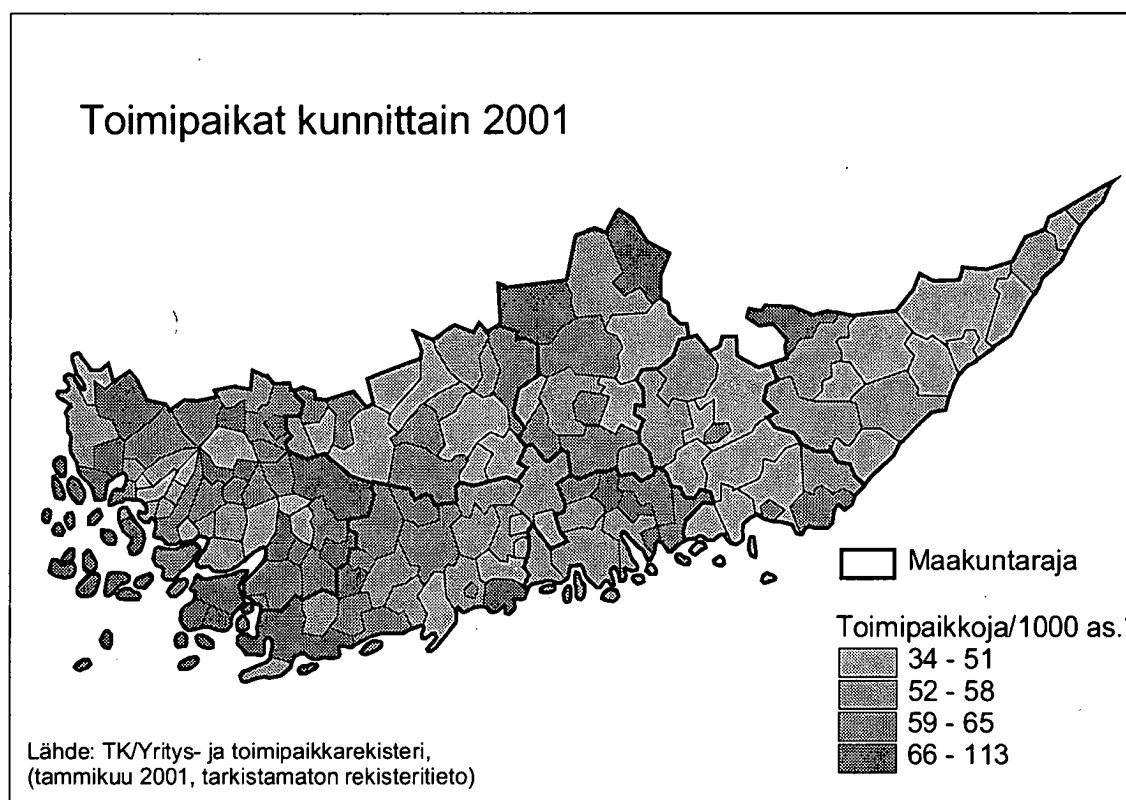 Toimipaikat kunnittain 2001
Maakuntaraja
Toimipaikkoja/1000 as.
34 - 51
52 - 58
59 - 65
66 - 113
Lähde: TK/Yritys- ja toimipaikkarekisteri,
(tammikuu 2001, tarkistamaton rekisteritieto)